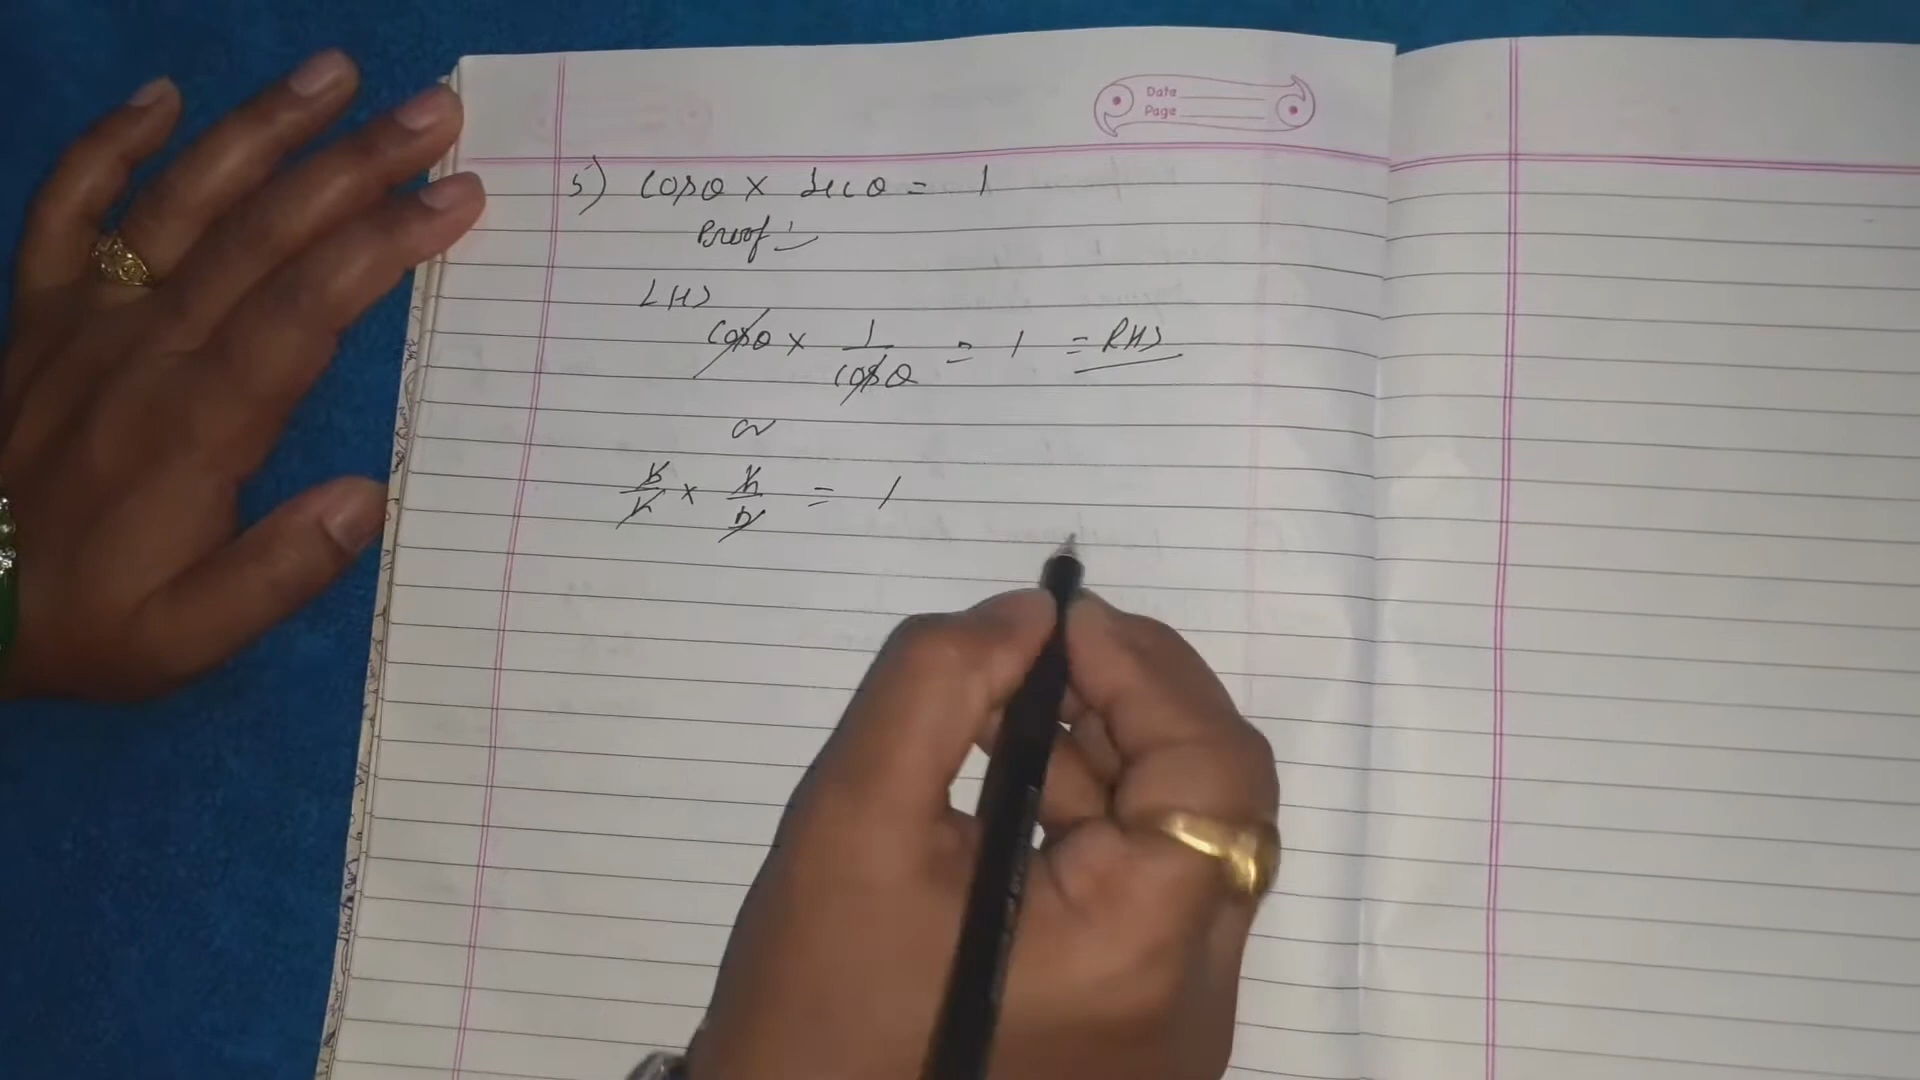 Date
Page
5) cosθ × secθ = 1
Proof :-
LHS
cosθ × 1/cosθ = 1 = RHS
or
b/h × h/b = 1